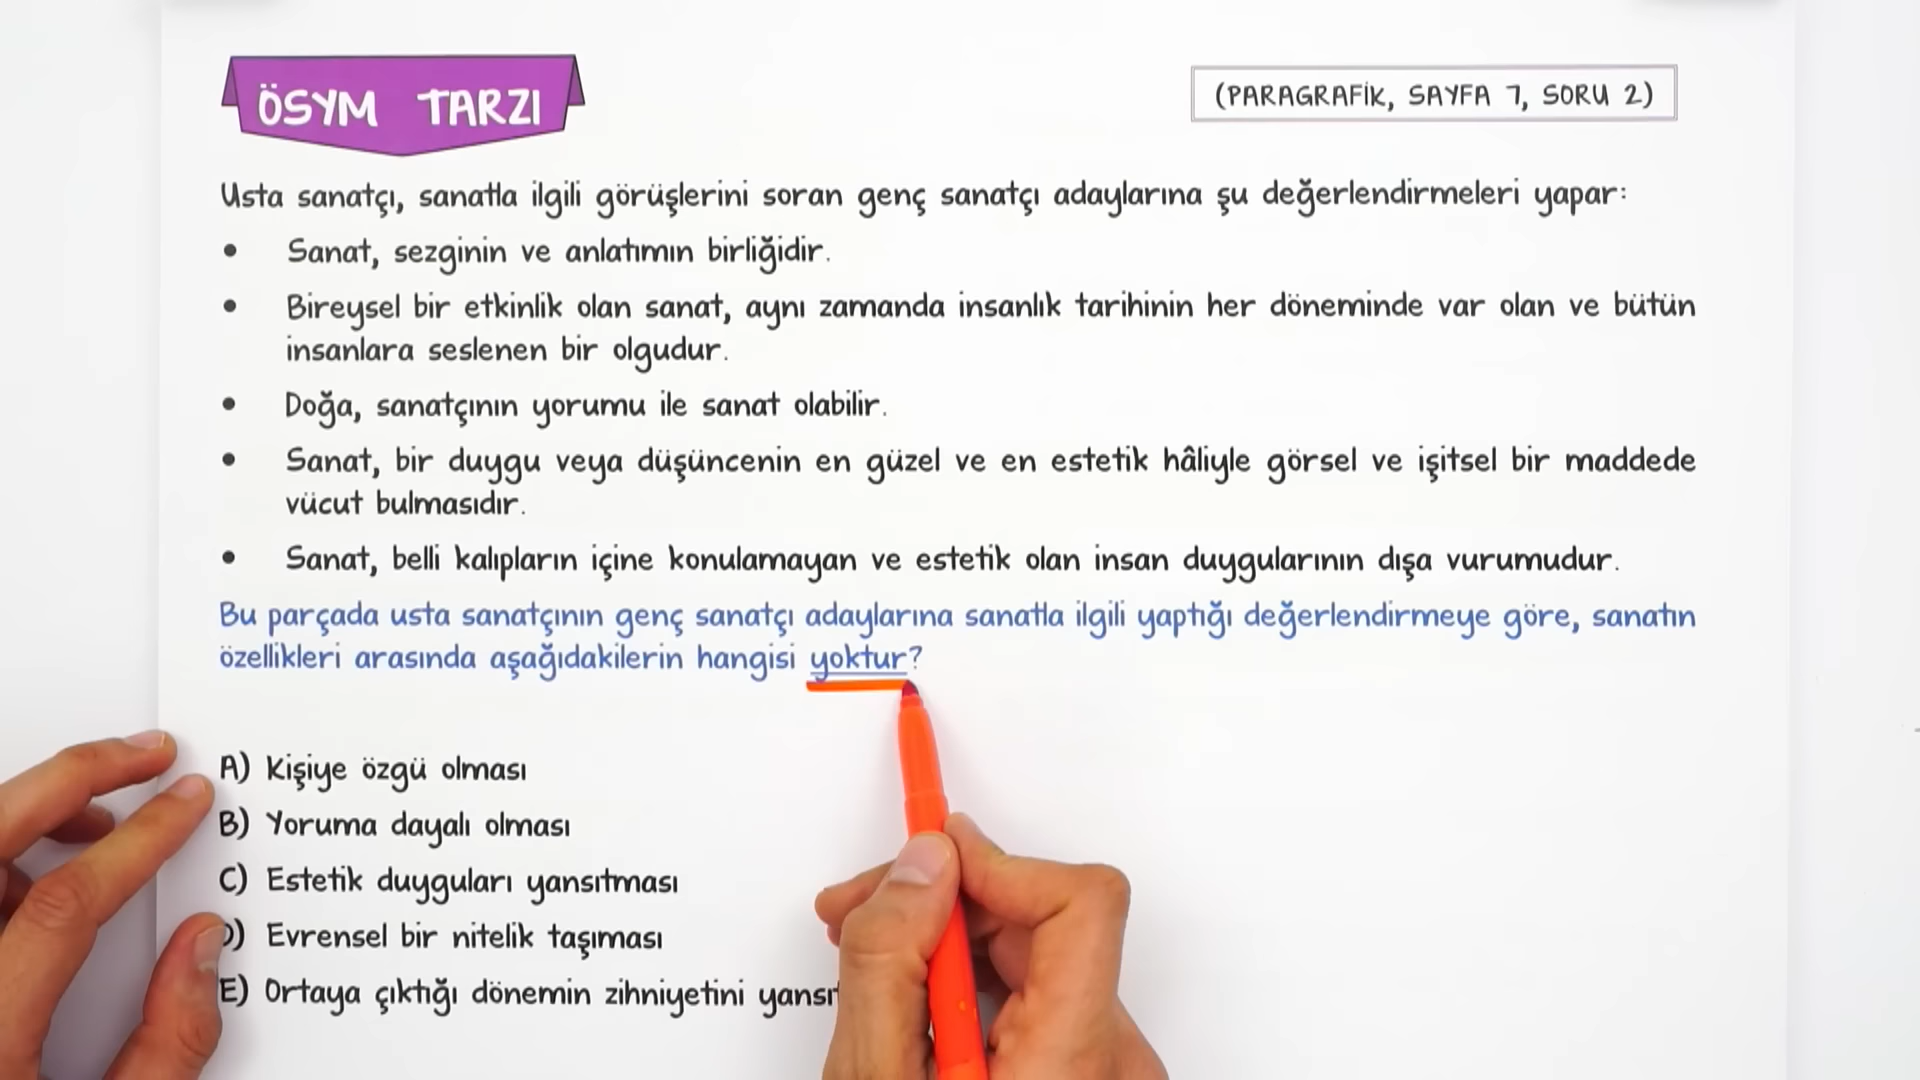 ÖSYM TARZI
(PARAGRAFİK, SAYFA 7, SORU 2)
Usta sanatçı, sanatla ilgili görüşlerini soran genç sanatçı adaylarına şu değerlendirmeleri yapar:
• Sanat, sezginin ve anlatımın birliğidir.
• Bireysel bir etkinlik olan sanat, aynı zamanda insanlık tarihinin her döneminde var olan ve bütün
insanlara seslenen bir olgudur.
• Doğa, sanatçının yorumu ile sanat olabilir.
• Sanat, bir duygu veya düşüncenin en güzel ve en estetik hâliyle görsel ve işitsel bir maddede
vücut bulmasıdır.
• Sanat, belli kalıpların içine konulamayan ve estetik olan insan duygularının dışa vurumudur.
Bu parçada usta sanatçının genç sanatçı adaylarına sanatla ilgili yaptığı değerlendirmeye göre, sanatın
özellikleri arasında aşağıdakilerin hangisi yoktur?
A) Kişiye özgü olması
B) Yoruma dayalı olması
C) Estetik duyguları yansıtması
D) Evrensel bir nitelik taşıması
E) Ortaya çıktığı dönemin zihniyetini